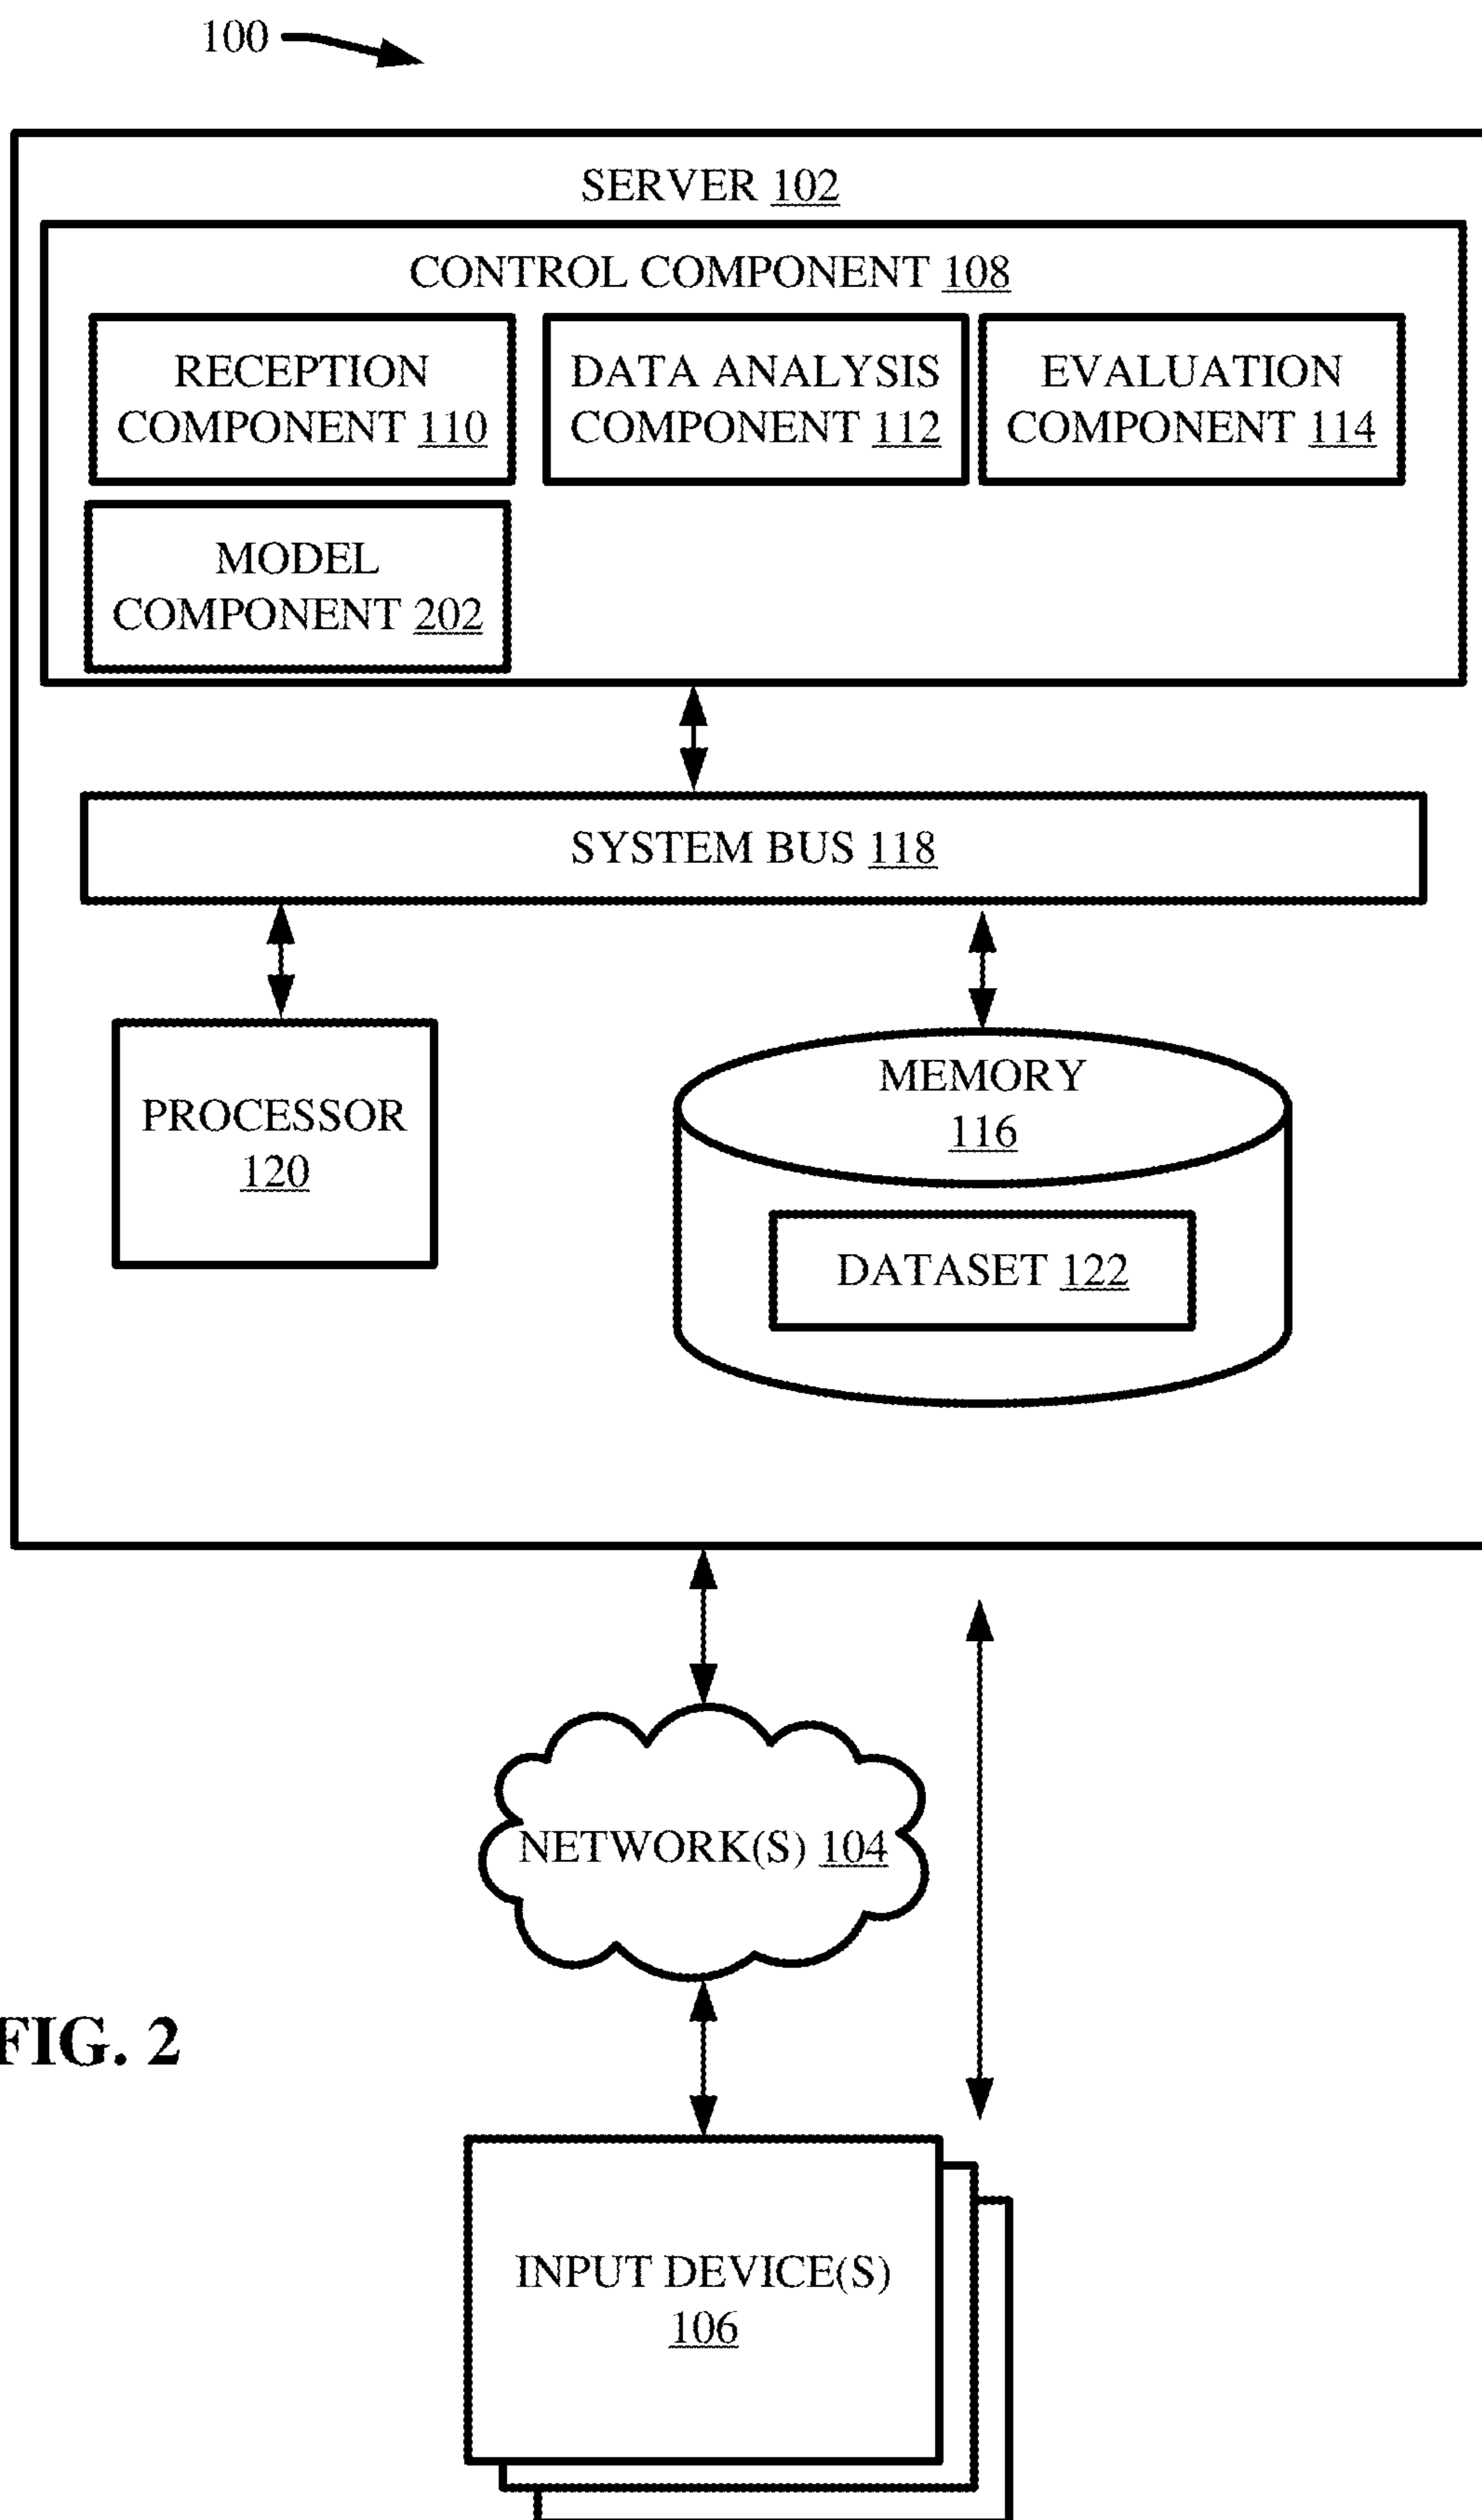 100
SERVER 102
CONTROL COMPONENT 108
RECEPTION
COMPONENT 110
DATA ANALYSIS
COMPONENT 112
EVALUATION
COMPONENT 114
MODEL
COMPONENT 202
SYSTEM BUS 118
PROCESSOR
120
MEMORY
116
DATASET 122
NETWORK(S) 104
FIG. 2
INPUT DEVICE(S)
106